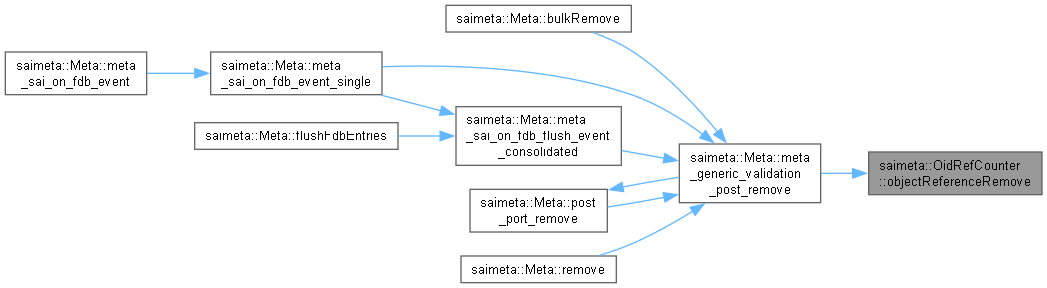 saimeta::Meta::bulkRemove
saimeta::Meta::meta
_sai_on_fdb_event
saimeta::Meta::meta
_sai_on_fdb_event_single
saimeta::Meta::flushFdbEntries
saimeta::Meta::meta
_sai_on_fdb_flush_event
_consolidated
saimeta::Meta::post
_port_remove
saimeta::Meta::remove
saimeta::Meta::meta
_generic_validation
_post_remove
saimeta::OidRefCounter
::objectReferenceRemove